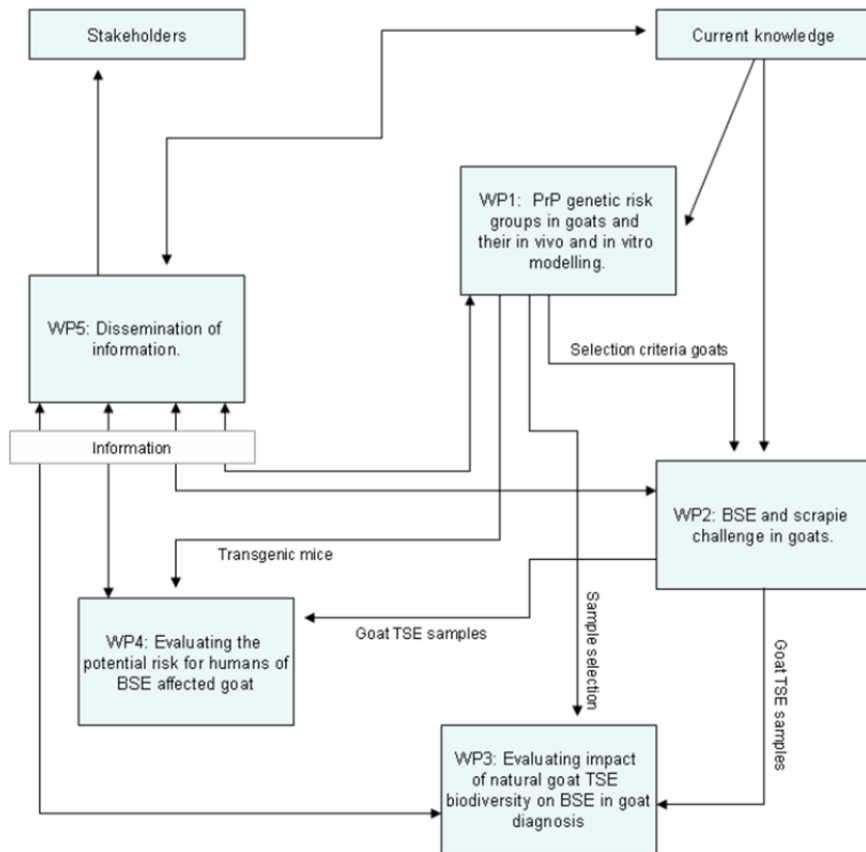 Stakeholders
Current knowledge
WP1: PrP genetic risk
groups in goats and
their in vivo and in vitro
modelling.
WP5: Dissemination of
information.
Selection criteria goats
Information
WP2: BSE and scrapie
challenge in goats.
Transgenic mice
WP4: Evaluating the
potential risk for humans of
BSE affected goat
Goat TSE samples
Sample selection
Goat TSE samples
WP3: Evaluating impact
of natural goat TSE
biodiversity on BSE in goat
diagnosis